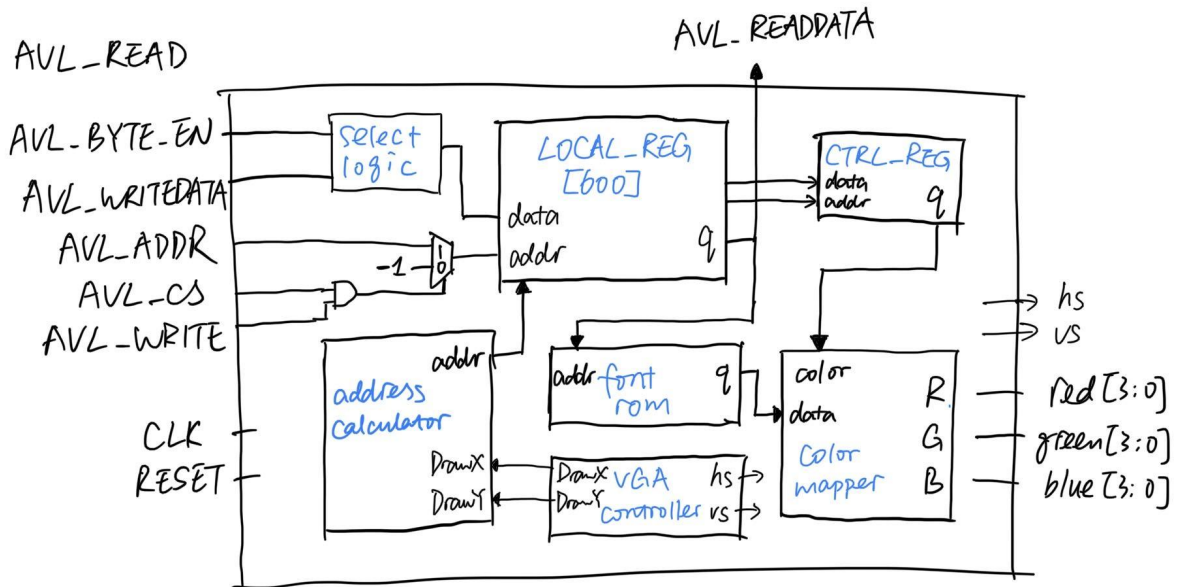 AVL_READDATA
AVL_READ
AVL_BYTE_EN
AVL_WRITEDATA
AVL_ADDR
AVL_CS
AVL_WRITE
CLK
RESET
select
logic
-1
1
0
LOCAL_REG
[600]
data
addr
q
CTRL_REG
data
addr
q
addr
address
calculator
DrawX
DrawY
addr
font
rom
q
DrawX
DrawY
VGA
controller
hs
vs
color
data
color
mapper
R
G
B
hs
vs
red[3:0]
green[3:0]
blue[3:0]